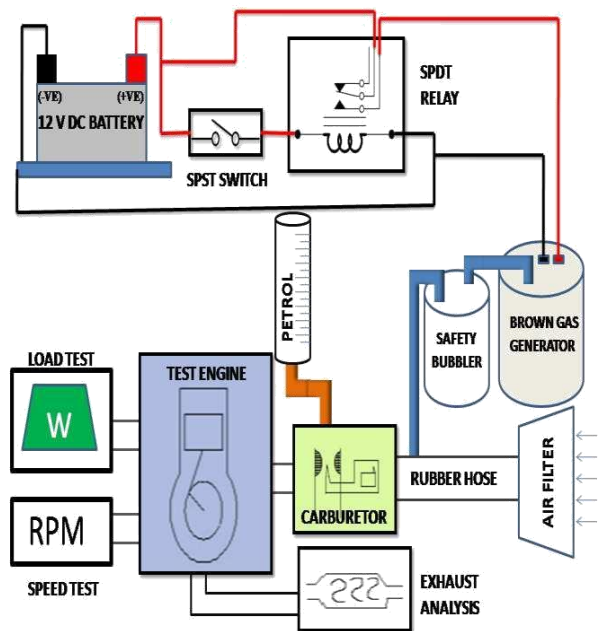 (-VE) (+VE)
12 V DC BATTERY
SPST SWITCH
SPDT
RELAY
PETROL
SAFETY
BUBBLER
BROWN GAS
GENERATOR
LOAD TEST
W
TEST ENGINE
CARBURETOR
RUBBER HOSE
AIR FILTER
RPM
SPEED TEST
EXHAUST
ANALYSIS